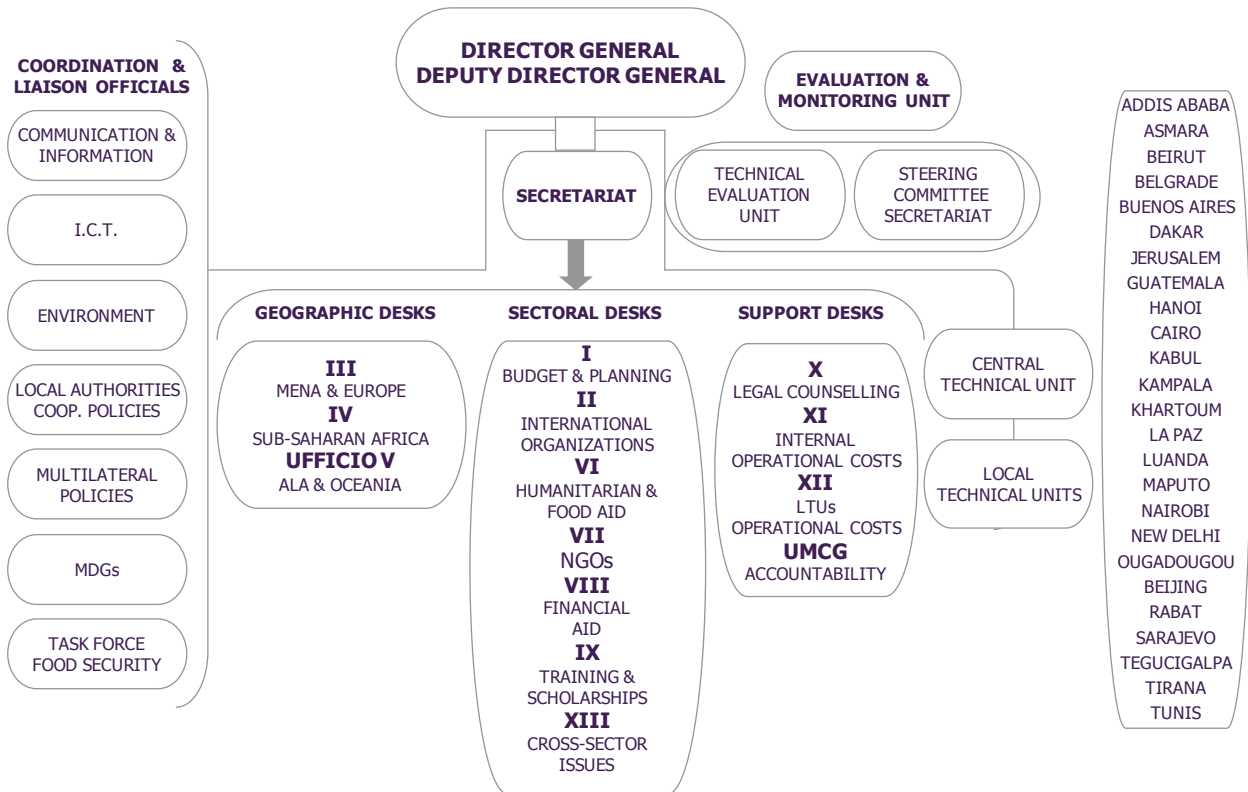 DIRECTOR GENERAL
DEPUTY DIRECTOR GENERAL
EVALUATION &
MONITORING UNIT
SECRETARIAT
TECHNICAL
EVALUATION
UNIT
STEERING
COMMITTEE
SECRETARIAT
COORDINATION &
LIAISON OFFICIALS
COMMUNICATION &
INFORMATION
I.C.T.
ENVIRONMENT
LOCAL AUTHORITIES
COOP. POLICIES
MULTILATERAL
POLICIES
MDGs
TASK FORCE
FOOD SECURITY
GEOGRAPHIC DESKS
III
MENA & EUROPE
IV
SUB-SAHARAN AFRICA
UFFICIO V
ALA & OCEANIA
SECTORAL DESKS
I
BUDGET & PLANNING
II
INTERNATIONAL
ORGANIZATIONS
VI
HUMANITARIAN &
FOOD AID
VII
NGOs
VIII
FINANCIAL
AID
IX
TRAINING &
SCHOLARSHIPS
XIII
CROSS-SECTOR
ISSUES
SUPPORT DESKS
X
LEGAL COUNSELLING
XI
INTERNAL
OPERATIONAL COSTS
XII
LTUs
OPERATIONAL COSTS
UMCG
ACCOUNTABILITY
CENTRAL
TECHNICAL UNIT
LOCAL
TECHNICAL UNITS
ADDIS ABABA
ASMARA
BEIRUT
BELGRADE
BUENOS AIRES
DAKAR
JERUSALEM
GUATEMALA
HANOI
CAIRO
KABUL
KAMPALA
KHARTOUM
LA PAZ
LUANDA
MAPUTO
NAIROBI
NEW DELHI
OUGADOUGOU
BEIJING
RABAT
SARAJEVO
TEGUCIGALPA
TIRANA
TUNIS